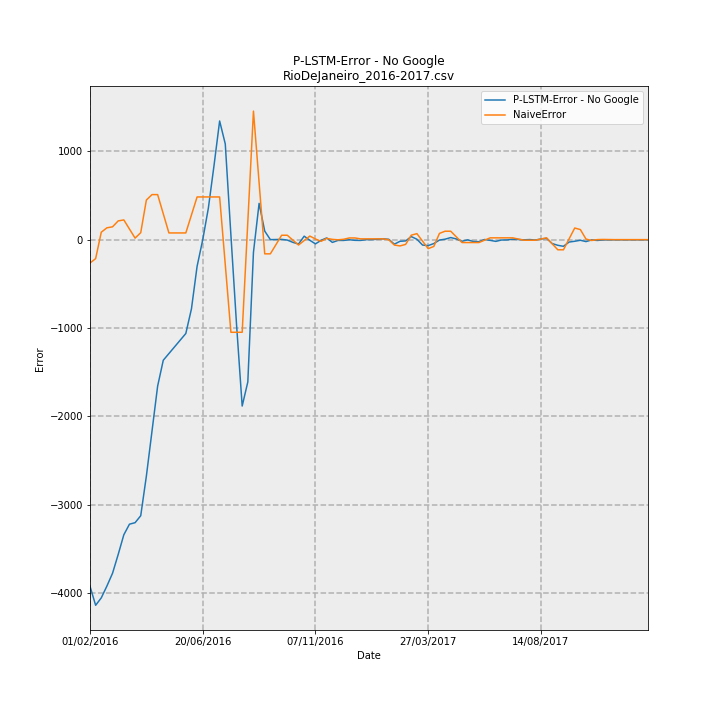 P-LSTM-Error - No Google
RioDeJaneiro_2016-2017.csv
P-LSTM-Error - No Google
NaiveError
1000
0
−1000
−2000
−3000
−4000
Error
01/02/2016
20/06/2016
07/11/2016
27/03/2017
14/08/2017
Date